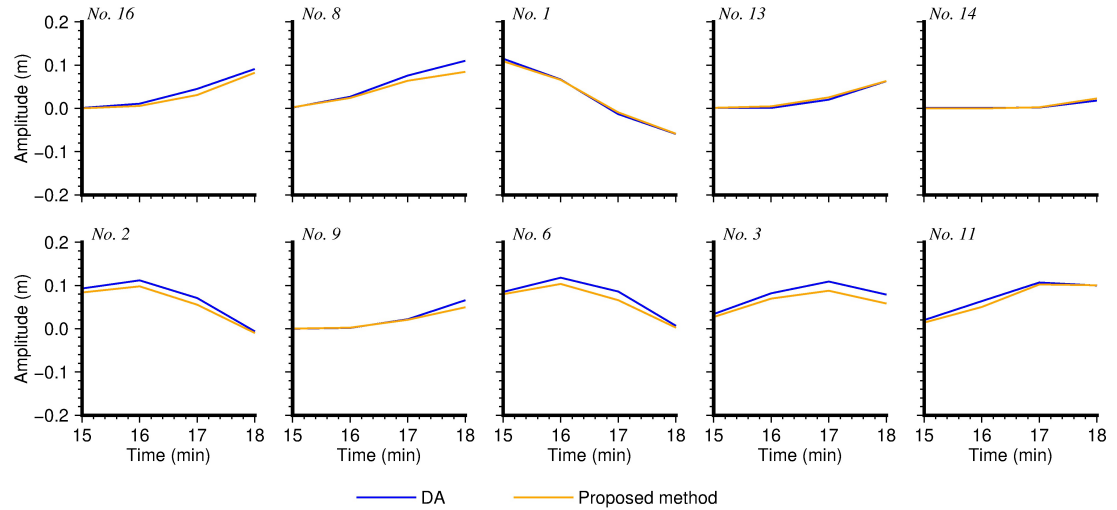 No. 16 No. 8 No. 1 No. 13 No. 14
0.2
0.1
0.0
−0.1
−0.2
Amplitude (m)
No. 2 No. 9 No. 6 No. 3 No. 11
0.2
0.1
0.0
−0.1
−0.2
Amplitude (m)
15 16 17 18 15 16 17 18 15 16 17 18 15 16 17 18 15 16 17 18
Time (min) Time (min) Time (min) Time (min) Time (min)
DA Proposed method